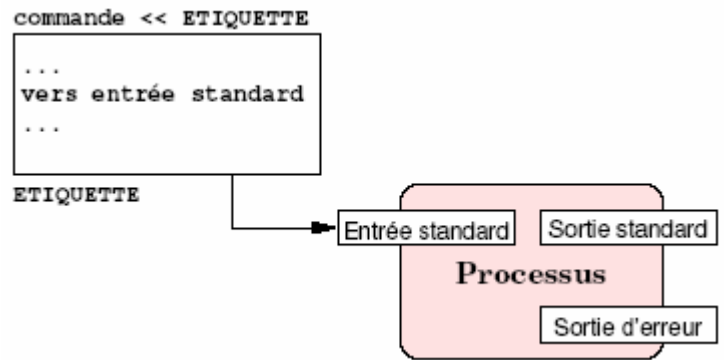 commande << ETIQUETTE
...
vers entrée standard
...
ETIQUETTE
Entrée standard
Sortie standard
Processus
Sortie d'erreur